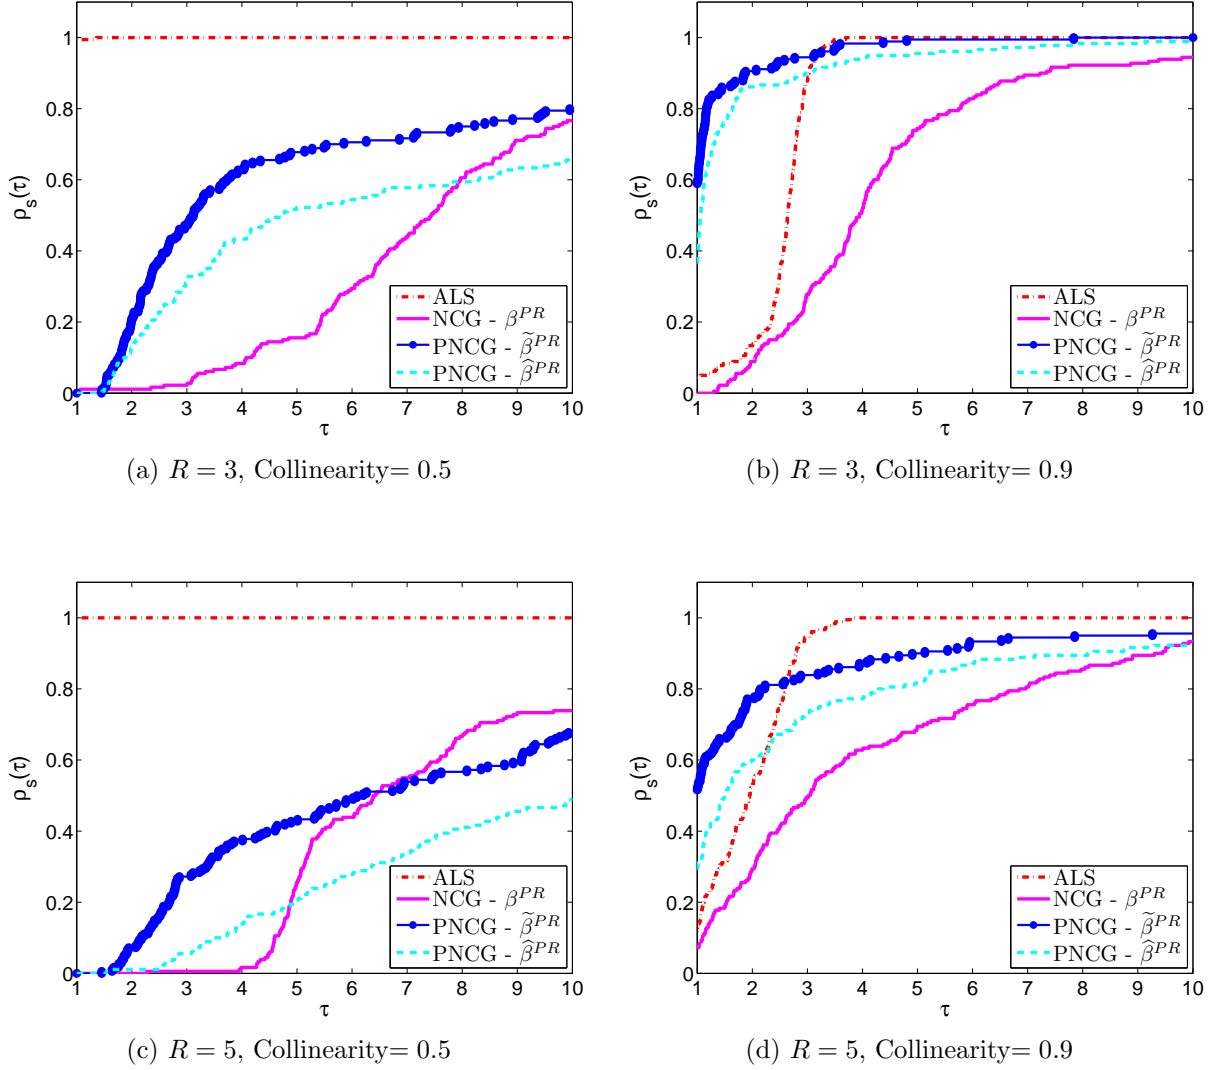 1
0.8
0.6
0.4
0.2
0
ρs(τ)
1 2 3 4 5 6 7 8 9 10
τ
ALS
NCG - β^PR
PNCG - β̃^PR
PNCG - β̂^PR
(a) R = 3, Collinearity= 0.5
1
0.8
0.6
0.4
0.2
0
ρs(τ)
1 2 3 4 5 6 7 8 9 10
τ
ALS
NCG - β^PR
PNCG - β̃^PR
PNCG - β̂^PR
(b) R = 3, Collinearity= 0.9
1
0.8
0.6
0.4
0.2
0
ρs(τ)
1 2 3 4 5 6 7 8 9 10
τ
ALS
NCG - β^PR
PNCG - β̃^PR
PNCG - β̂^PR
(c) R = 5, Collinearity= 0.5
1
0.8
0.6
0.4
0.2
0
ρs(τ)
1 2 3 4 5 6 7 8 9 10
τ
ALS
NCG - β^PR
PNCG - β̃^PR
PNCG - β̂^PR
(d) R = 5, Collinearity= 0.9